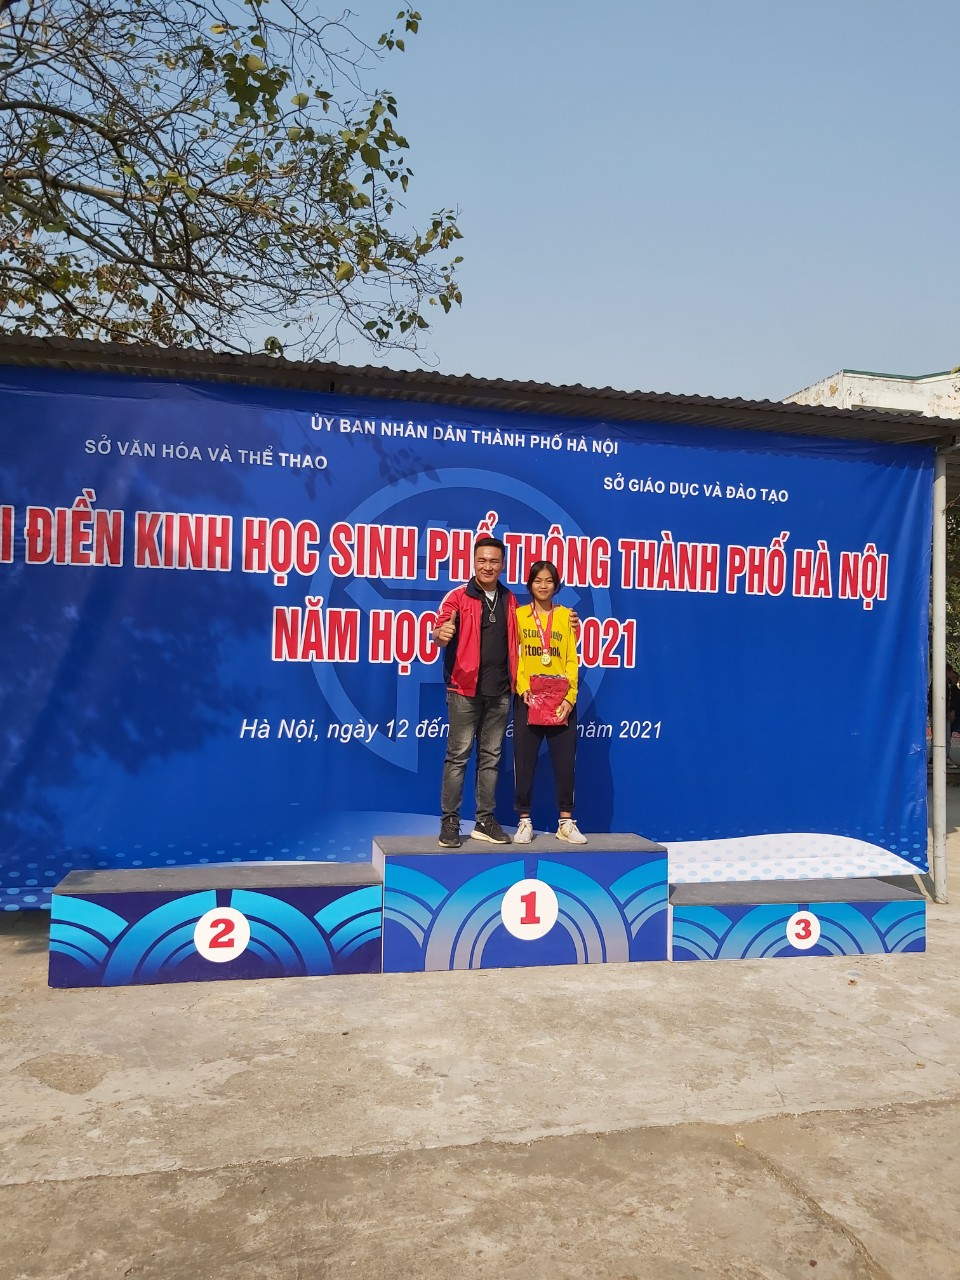 ỦY BAN NHÂN DÂN THÀNH PHỐ HÀ NỘI
SỞ VĂN HÓA VÀ THỂ THAO
SỞ GIÁO DỤC VÀ ĐÀO TẠO
I ĐIỀN KINH HỌC SINH PHỔ THÔNG THÀNH PHỐ HÀ NỘI
NĂM HỌC 2021
Hà Nội, ngày 12 đến năm 2021
Stockholm
Stockholm
1
2
3